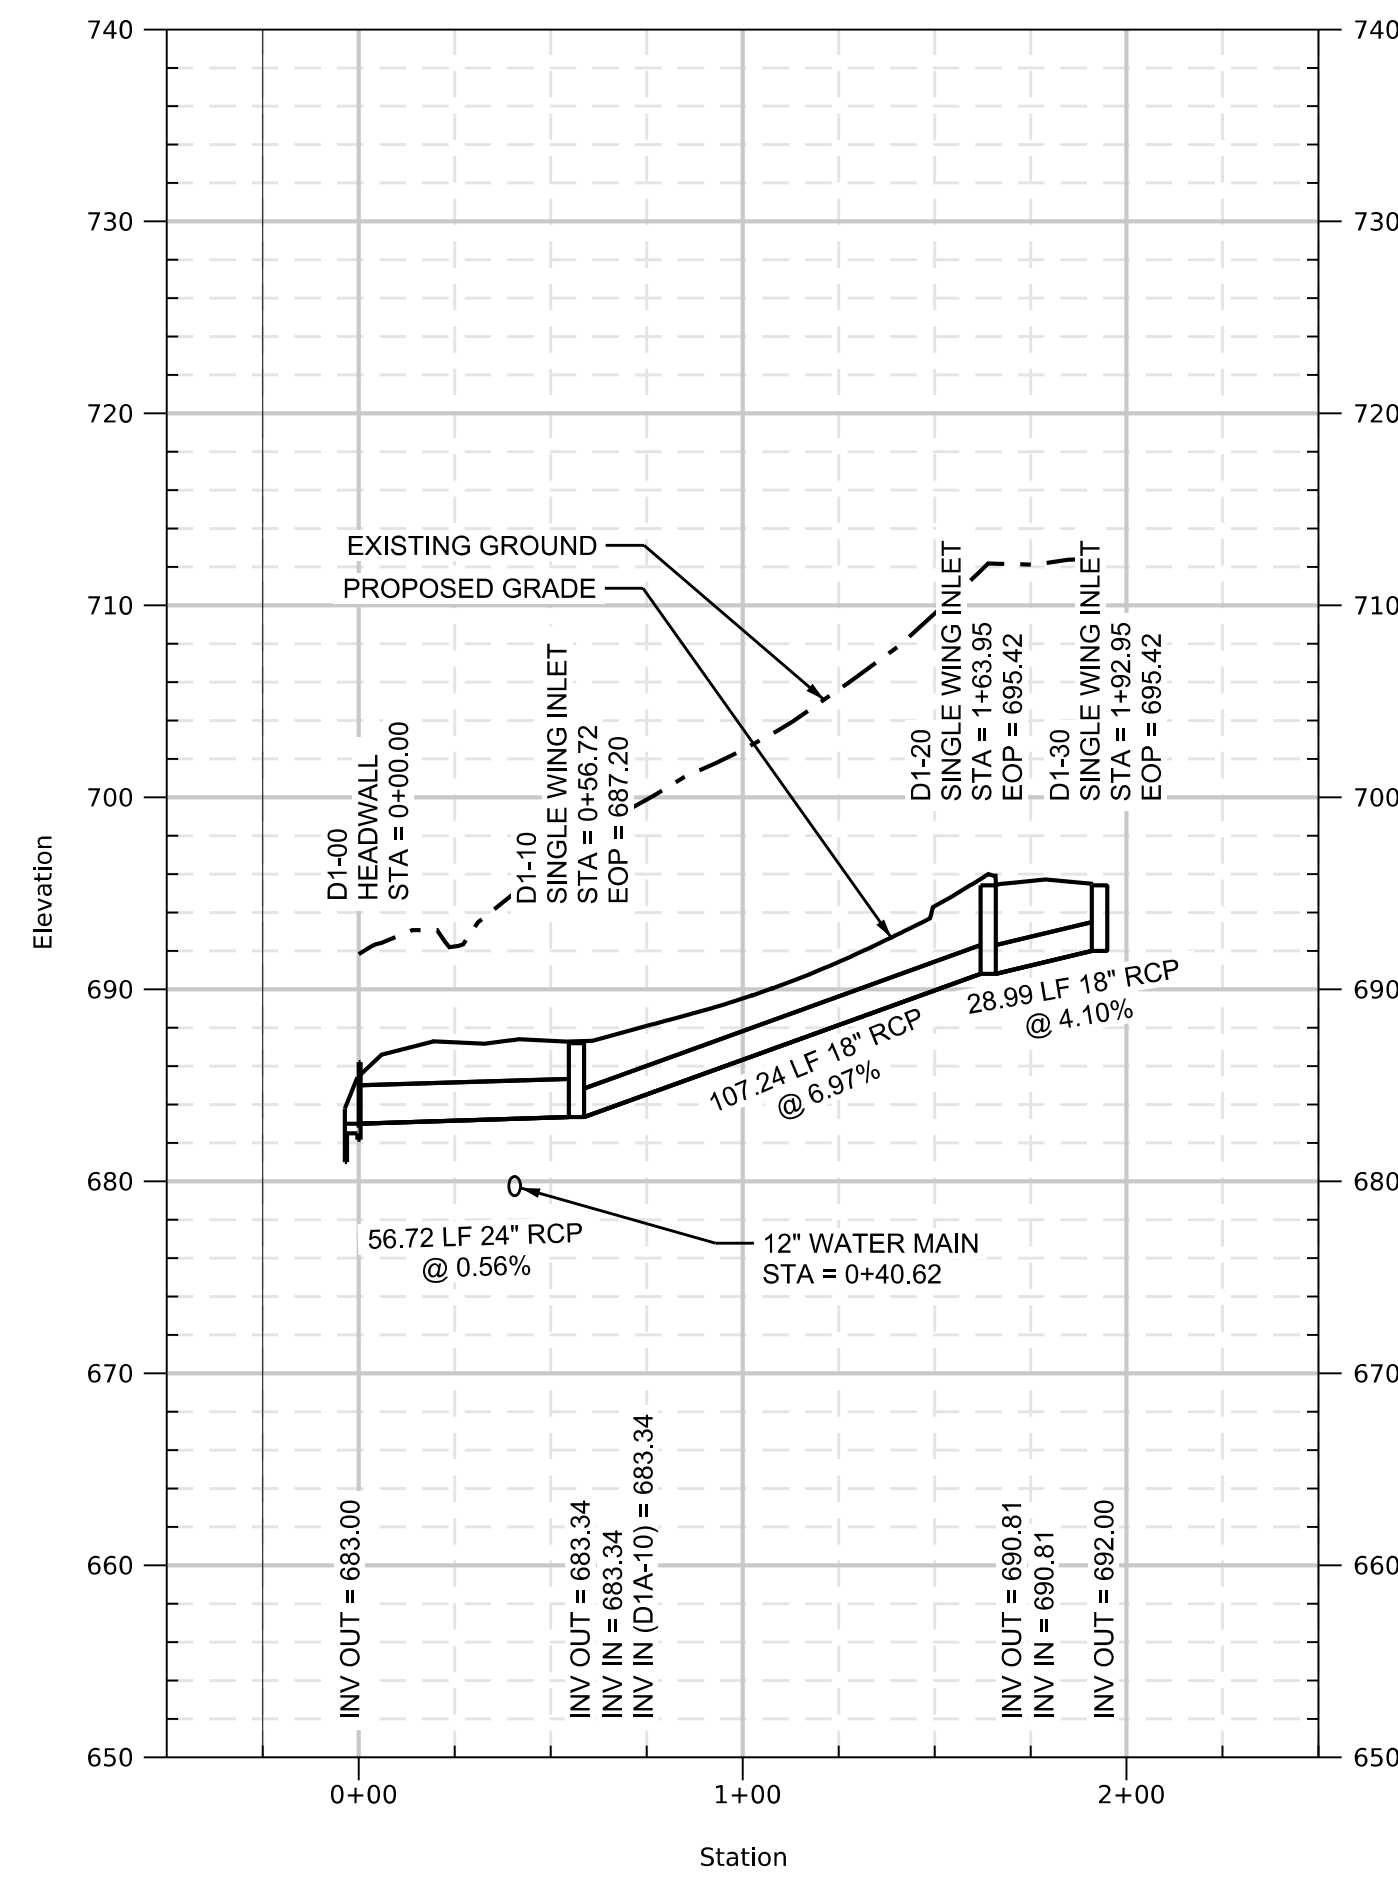 740
740
730
730
720
720
EXISTING GROUND
PROPOSED GRADE
710
710
700
700
690
690
680
680
670
670
660
660
650
650
Elevation
D1-00
HEADWALL
STA = 0+00.00
D1-10
SINGLE WING INLET
STA = 0+56.72
EOP = 687.20
D1-20
SINGLE WING INLET
STA = 1+63.95
EOP = 695.42
D1-30
SINGLE WING INLET
STA = 1+92.95
EOP = 695.42
28.99 LF 18" RCP
@ 4.10%
107.24 LF 18" RCP
@ 6.97%
56.72 LF 24" RCP
@ 0.56%
12" WATER MAIN
STA = 0+40.62
INV OUT = 683.00
INV OUT = 683.34
INV IN = 683.34
INV IN (D1A-10) = 683.34
INV OUT = 690.81
INV IN = 690.81
INV OUT = 692.00
0+00
1+00
2+00
Station